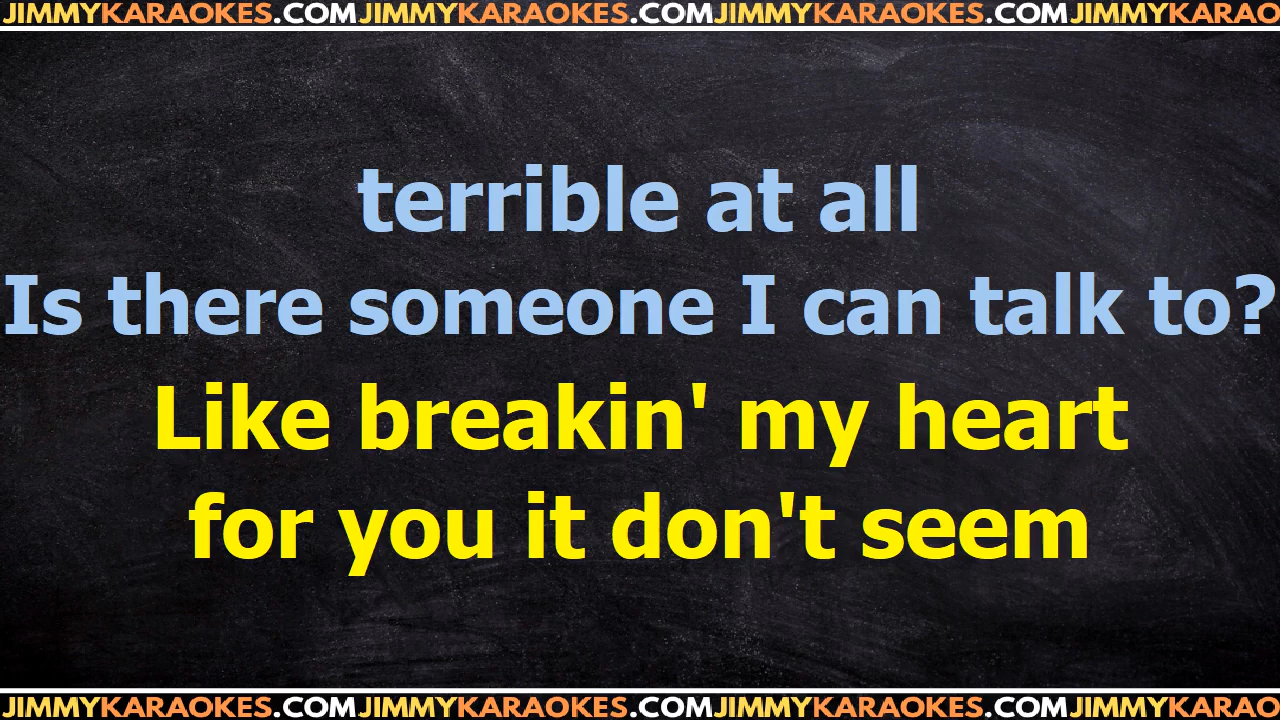 JIMMYKARAOKES.COMJIMMYKARAOKES.COMJIMMYKARAOKES.COMJIMMYKARAO
terrible at all
Is there someone I can talk to?
Like breakin' my heart
for you it don't seem
JIMMYKARAOKES.COMJIMMYKARAOKES.COMJIMMYKARAOKES.COMJIMMYKARAO